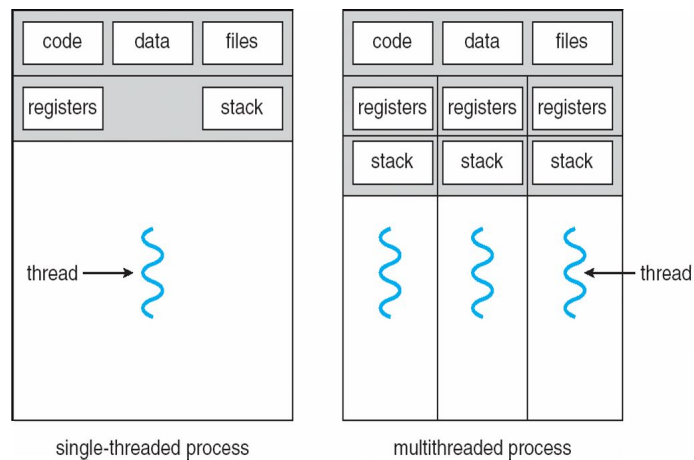 code data files
registers stack
thread
single-threaded process
code data files
registers registers registers
stack stack stack
thread
multithreaded process